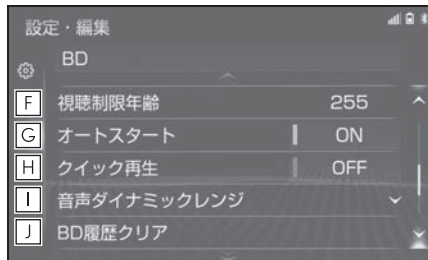 設定・編集
BD
F 視聴制限年齢 255
G オートスタート ON
H クイック再生 OFF
I 音声ダイナミックレンジ
J BD履歴クリア